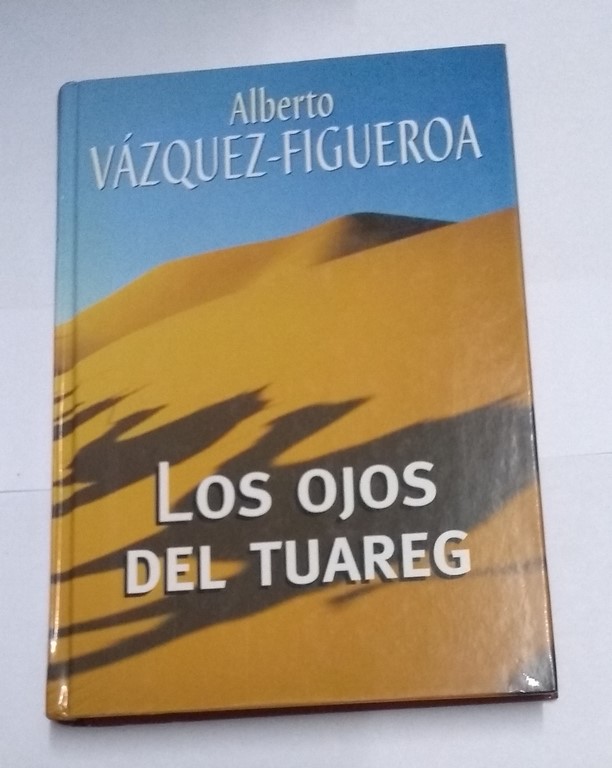 Alberto
VÁZQUEZ-FIGUEROA
LOS OJOS
DEL TUAREG